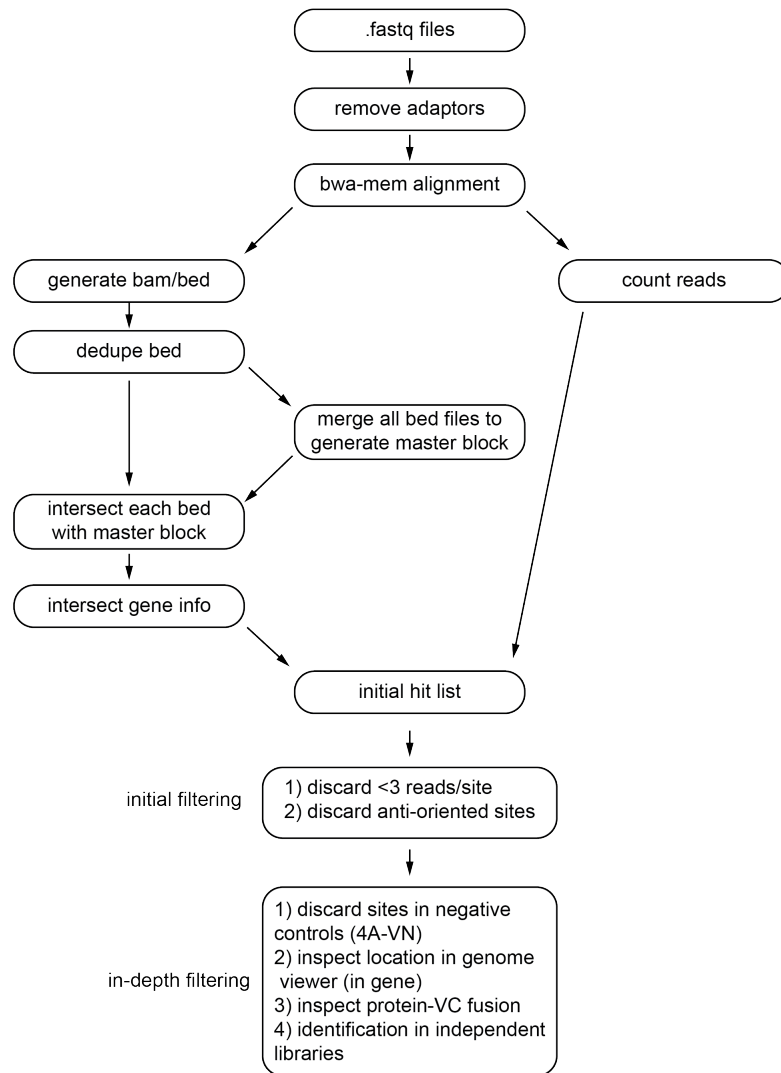 .fastq files
remove adaptors
bwa-mem alignment
generate bam/bed
count reads
dedupe bed
merge all bed files to
generate master block
intersect each bed
with master block
intersect gene info
initial hit list
initial filtering
1) discard <3 reads/site
2) discard anti-oriented sites
in-depth filtering
1) discard sites in negative
controls (4A-VN)
2) inspect location in genome
viewer (in gene)
3) inspect protein-VC fusion
4) identification in independent
libraries